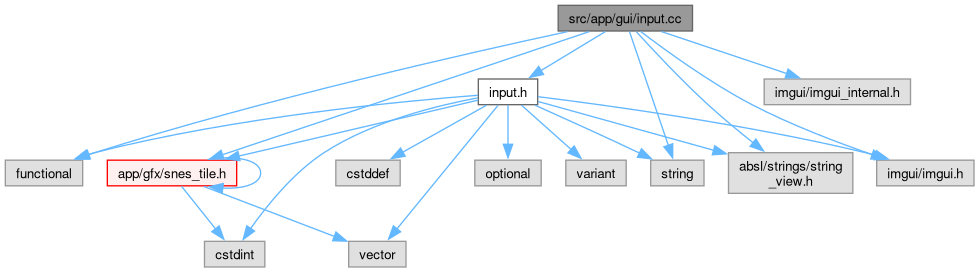 src/app/gui/input.cc
input.h
imgui/imgui_internal.h
functional
app/gfx/snes_tile.h
cstddef
optional
variant
string
absl/strings/string
_view.h
imgui/imgui.h
cstdint
vector